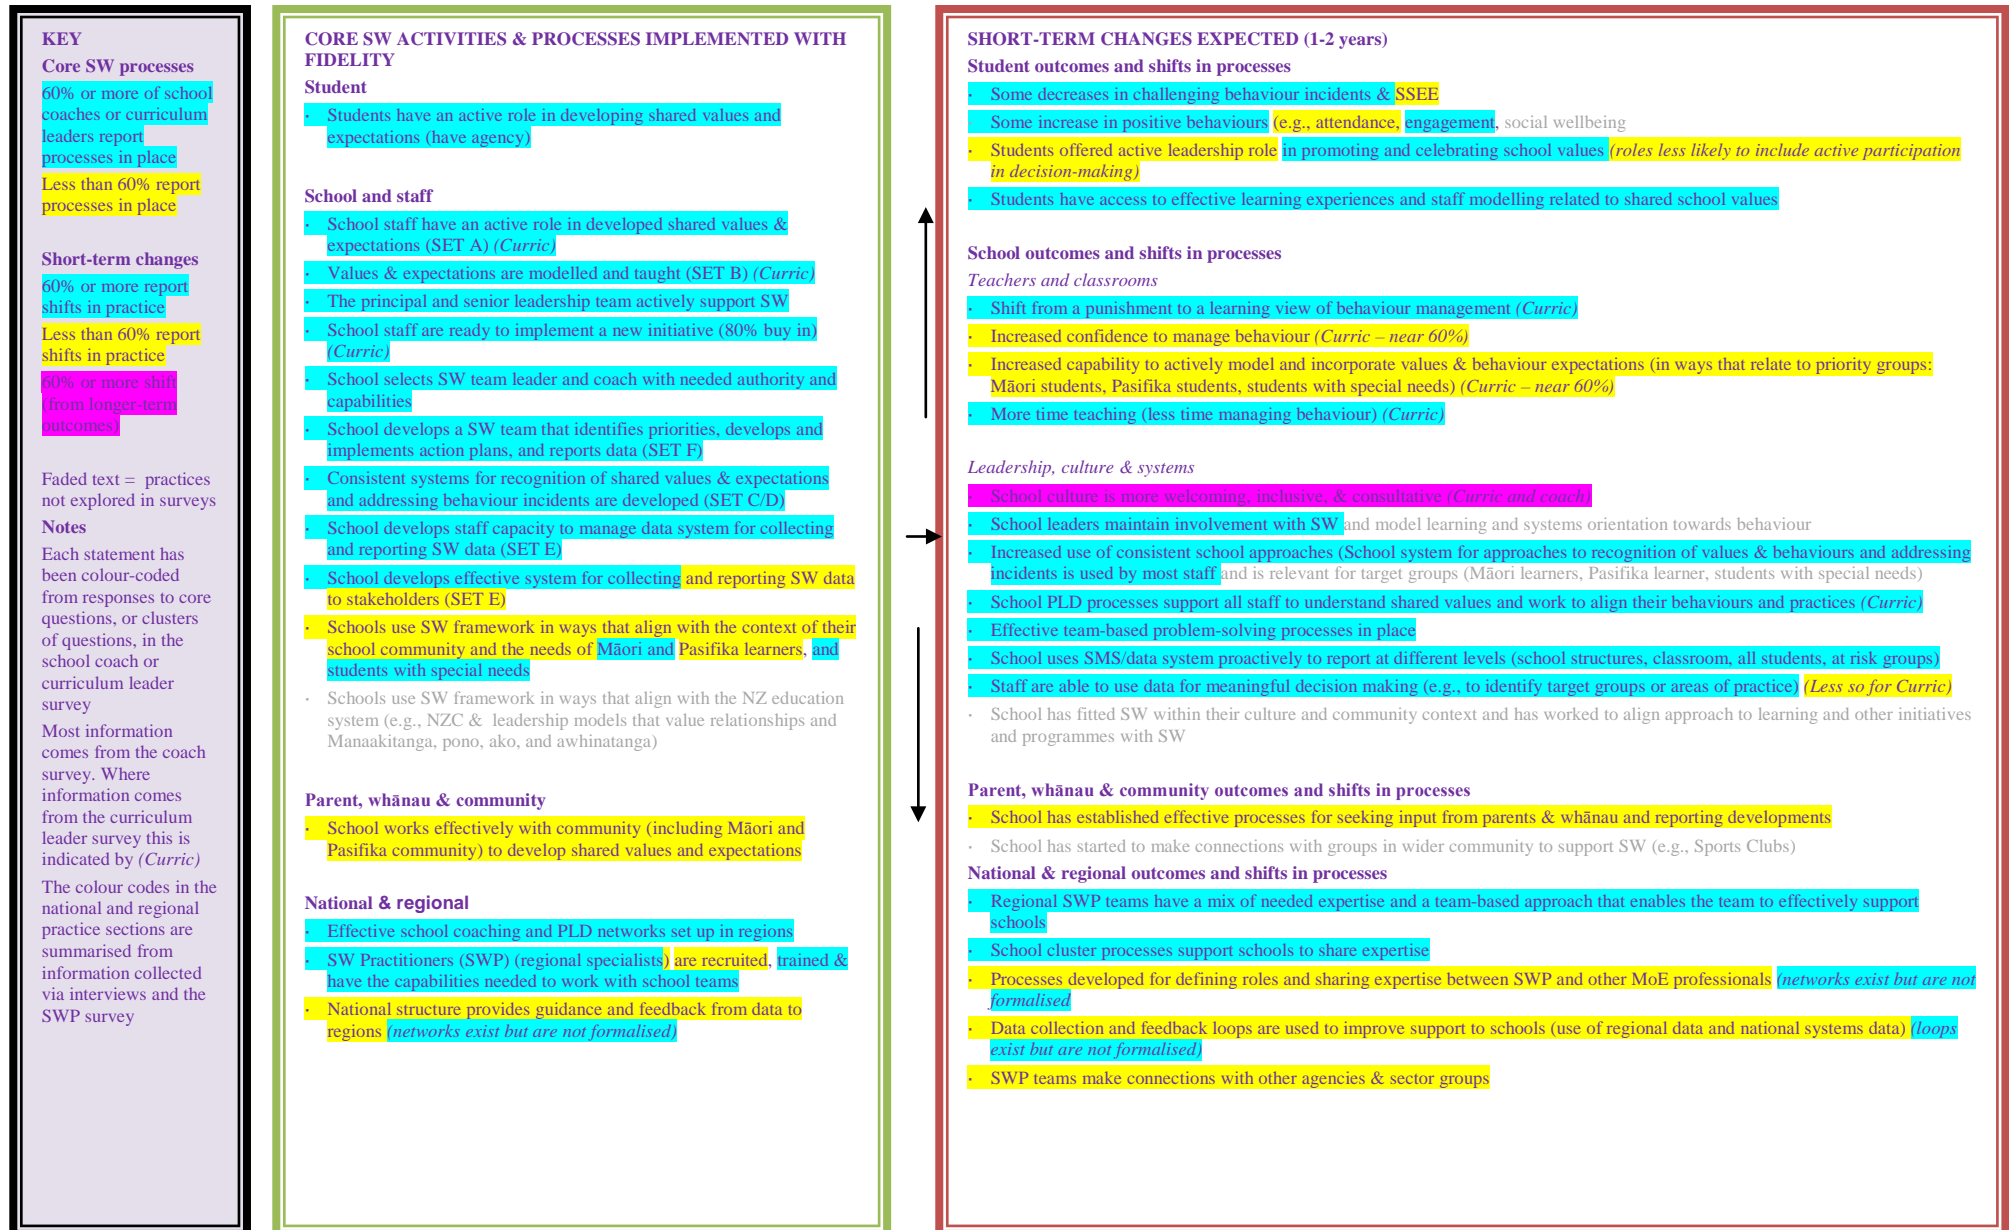 KEY
Core SW processes
60% or more of school
coaches or curriculum
leaders report
processes in place
Less than 60% report
processes in place
Short-term changes
60% or more report
shifts in practice
Less than 60% report
shifts in practice
60% or more shift
(from longer-term
outcomes)
Faded text = practices
not explored in surveys
Notes
Each statement has
been colour-coded
from responses to core
questions, or clusters
of questions, in the
school coach or
curriculum leader
survey
Most information
comes from the coach
survey. Where
information comes
from the curriculum
leader survey this is
indicated by (Curric)
The colour codes in the
national and regional
practice sections are
summarised from
information collected
via interviews and the
SWP survey
CORE SW ACTIVITIES & PROCESSES IMPLEMENTED WITH
FIDELITY
Student
· Students have an active role in developing shared values and
expectations (have agency)
School and staff
· School staff have an active role in developed shared values &
expectations (SET A) (Curric)
· Values & expectations are modelled and taught (SET B) (Curric)
· The principal and senior leadership team actively support SW
· School staff are ready to implement a new initiative (80% buy in)
(Curric)
· School selects SW team leader and coach with needed authority and
capabilities
· School develops a SW team that identifies priorities, develops and
implements action plans, and reports data (SET F)
· Consistent systems for recognition of shared values & expectations
and addressing behaviour incidents are developed (SET C/D)
· School develops staff capacity to manage data system for collecting
and reporting SW data (SET E)
· School develops effective system for collecting and reporting SW data
to stakeholders (SET E)
· Schools use SW framework in ways that align with the context of their
school community and the needs of Māori and Pasifika learners, and
students with special needs
· Schools use SW framework in ways that align with the NZ education
system (e.g., NZC & leadership models that value relationships and
Manaakitanga, pono, ako, and awhinatanga)
Parent, whānau & community
· School works effectively with community (including Māori and
Pasifika community) to develop shared values and expectations
National & regional
· Effective school coaching and PLD networks set up in regions
· SW Practitioners (SWP) (regional specialists) are recruited, trained &
have the capabilities needed to work with school teams
· National structure provides guidance and feedback from data to
regions (networks exist but are not formalised)
SHORT-TERM CHANGES EXPECTED (1-2 years)
Student outcomes and shifts in processes
· Some decreases in challenging behaviour incidents & SSEE
· Some increase in positive behaviours (e.g., attendance, engagement, social wellbeing
· Students offered active leadership role in promoting and celebrating school values (roles less likely to include active participation
in decision-making)
· Students have access to effective learning experiences and staff modelling related to shared school values
School outcomes and shifts in processes
Teachers and classrooms
· Shift from a punishment to a learning view of behaviour management (Curric)
· Increased confidence to manage behaviour (Curric – near 60%)
· Increased capability to actively model and incorporate values & behaviour expectations (in ways that relate to priority groups:
Māori students, Pasifika students, students with special needs) (Curric – near 60%)
· More time teaching (less time managing behaviour) (Curric)
Leadership, culture & systems
· School culture is more welcoming, inclusive, & consultative (Curric and coach)
· School leaders maintain involvement with SW and model learning and systems orientation towards behaviour
· Increased use of consistent school approaches (School system for approaches to recognition of values & behaviours and addressing
incidents is used by most staff and is relevant for target groups (Māori learners, Pasifika learner, students with special needs)
· School PLD processes support all staff to understand shared values and work to align their behaviours and practices (Curric)
· Effective team-based problem-solving processes in place
· School uses SMS/data system proactively to report at different levels (school structures, classroom, all students, at risk groups)
· Staff are able to use data for meaningful decision making (e.g., to identify target groups or areas of practice) (Less so for Curric)
· School has fitted SW within their culture and community context and has worked to align approach to learning and other initiatives
and programmes with SW
Parent, whānau & community outcomes and shifts in processes
· School has established effective processes for seeking input from parents & whānau and reporting developments
· School has started to make connections with groups in wider community to support SW (e.g., Sports Clubs)
National & regional outcomes and shifts in processes
· Regional SWP teams have a mix of needed expertise and a team-based approach that enables the team to effectively support
schools
· School cluster processes support schools to share expertise
· Processes developed for defining roles and sharing expertise between SWP and other MoE professionals (networks exist but are not
formalised
· Data collection and feedback loops are used to improve support to schools (use of regional data and national systems data) (loops
exist but are not formalised)
· SWP teams make connections with other agencies & sector groups